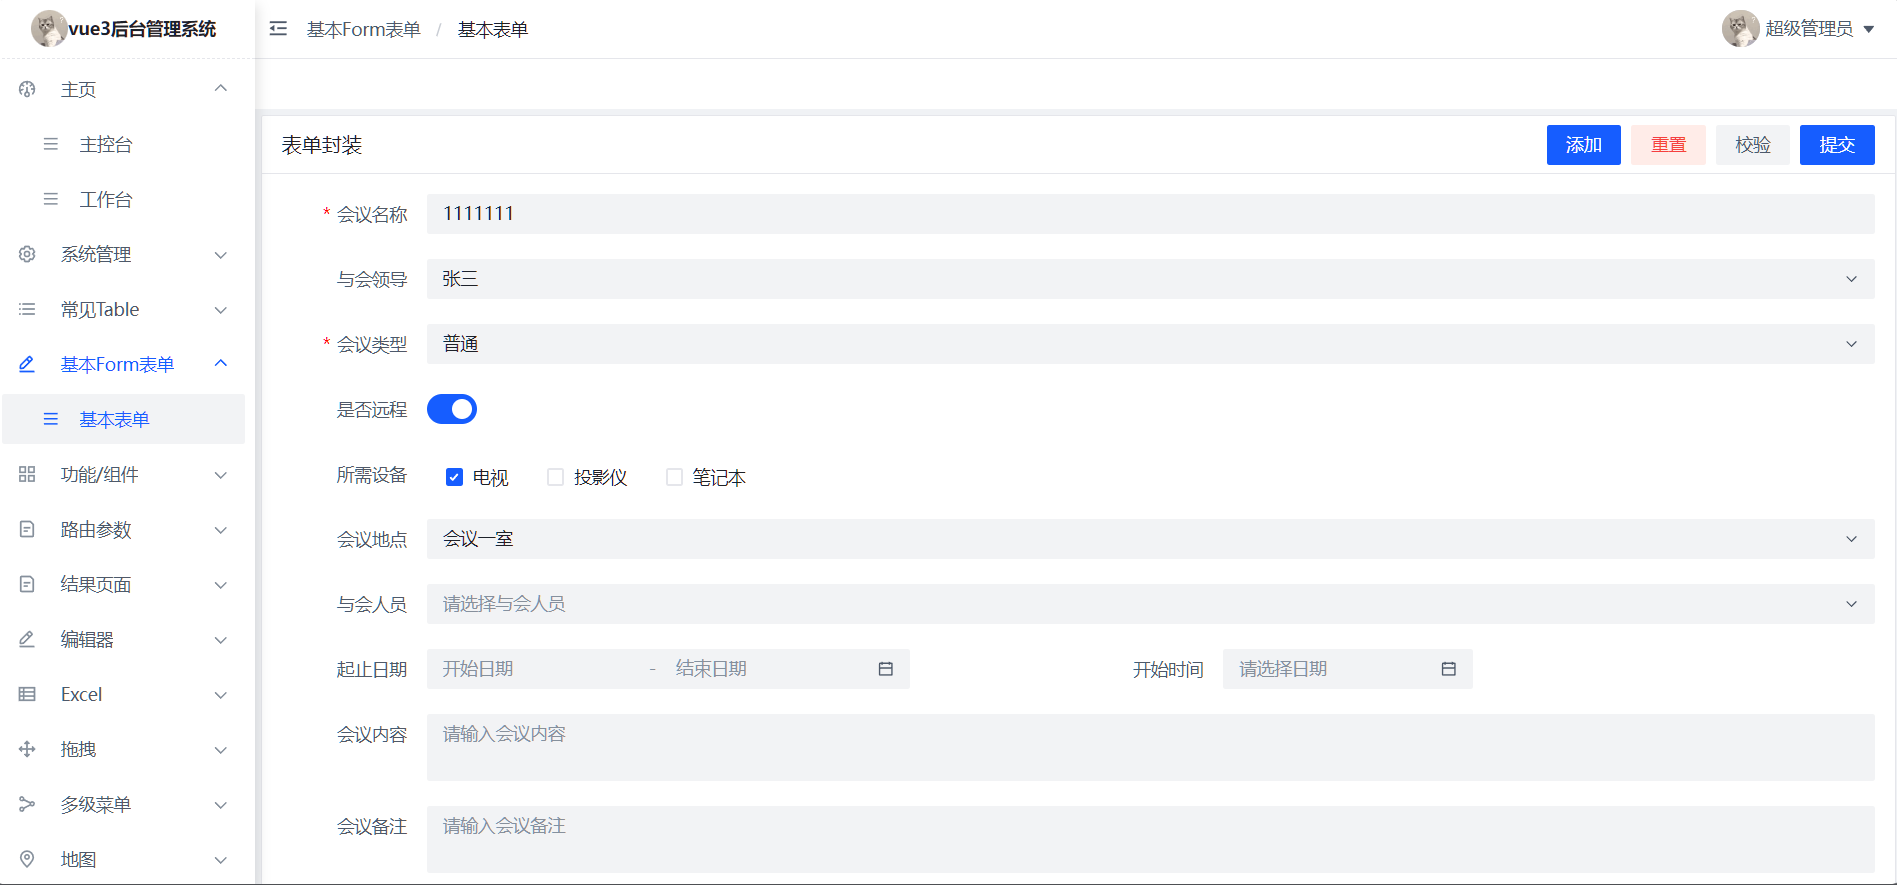 vue3后台管理系统
基本Form表单 / 基本表单
超级管理员
主页
主控台
工作台
系统管理
常见Table
基本Form表单
基本表单
功能/组件
路由参数
结果页面
编辑器
Excel
拖拽
多级菜单
地图
表单封装
添加
重置
校验
提交
* 会议名称 1111111
与会领导 张三
* 会议类型 普通
是否远程
所需设备 电视 投影仪 笔记本
会议地点 会议一室
与会人员 请选择与会人员
起止日期 开始日期 - 结束日期 开始时间 请选择日期
会议内容 请输入会议内容
会议备注 请输入会议备注